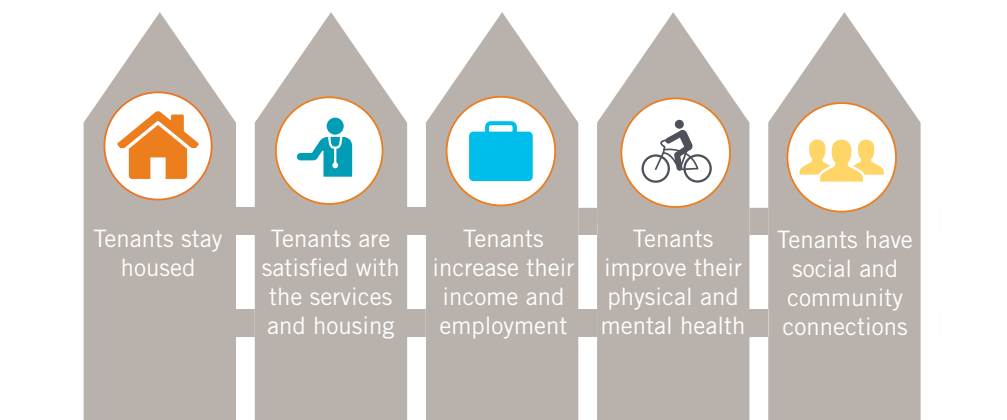 Tenants stay
housed
Tenants are
satisfied with
the services
and housing
Tenants
increase their
income and
employment
Tenants
improve their
physical and
mental health
Tenants have
social and
community
connections